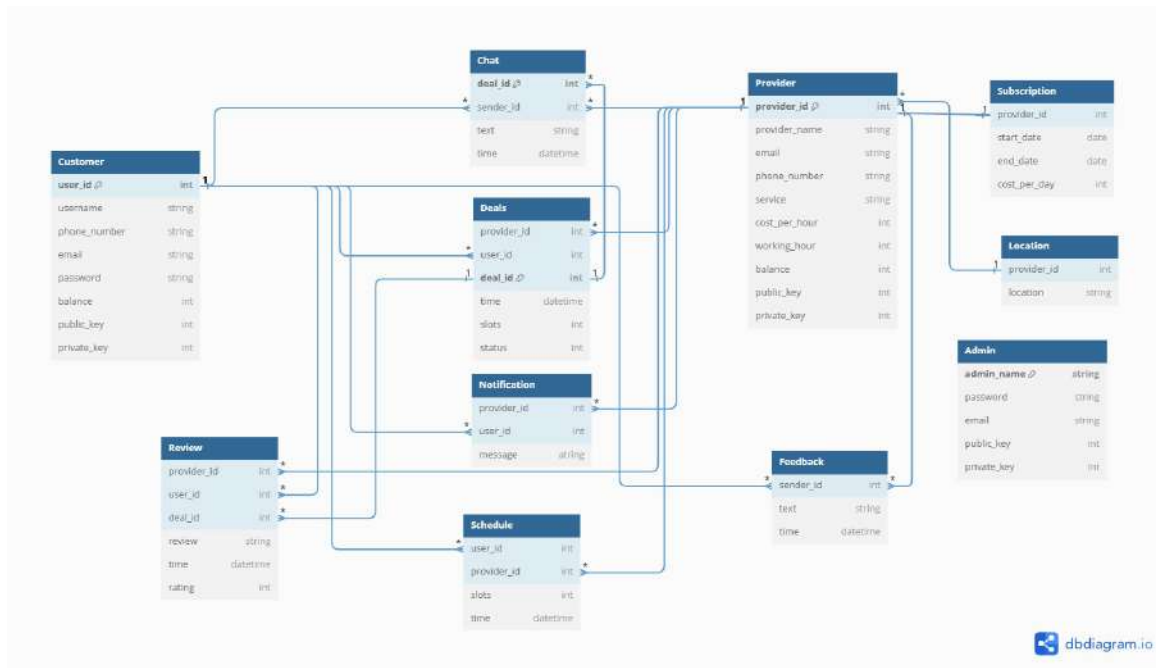 Chat
deal_id int
sender_id int
text string
time datetime
Provider
provider_id int
provider_name string
email string
phone_number string
service string
cost_per_hour int
working_hour int
balance int
public_key int
private_key int
Subscription
provider_id int
start_date date
end_date date
cost_per_day int
Customer
user_id int
username string
phone_number string
email string
password string
balance int
public_key int
private_key int
Deals
provider_id int
user_id int
deal_id int
time datetime
slots int
status int
Location
provider_id int
location string
Admin
admin_name string
password string
email string
public_key int
private_key int
Notification
provider_id int
user_id int
message string
Review
provider_id int
user_id int
deal_id int
review string
time datetime
rating int
Feedback
sender_id int
text string
time datetime
Schedule
user_id int
provider_id int
slots int
time datetime
dbdiagram.io